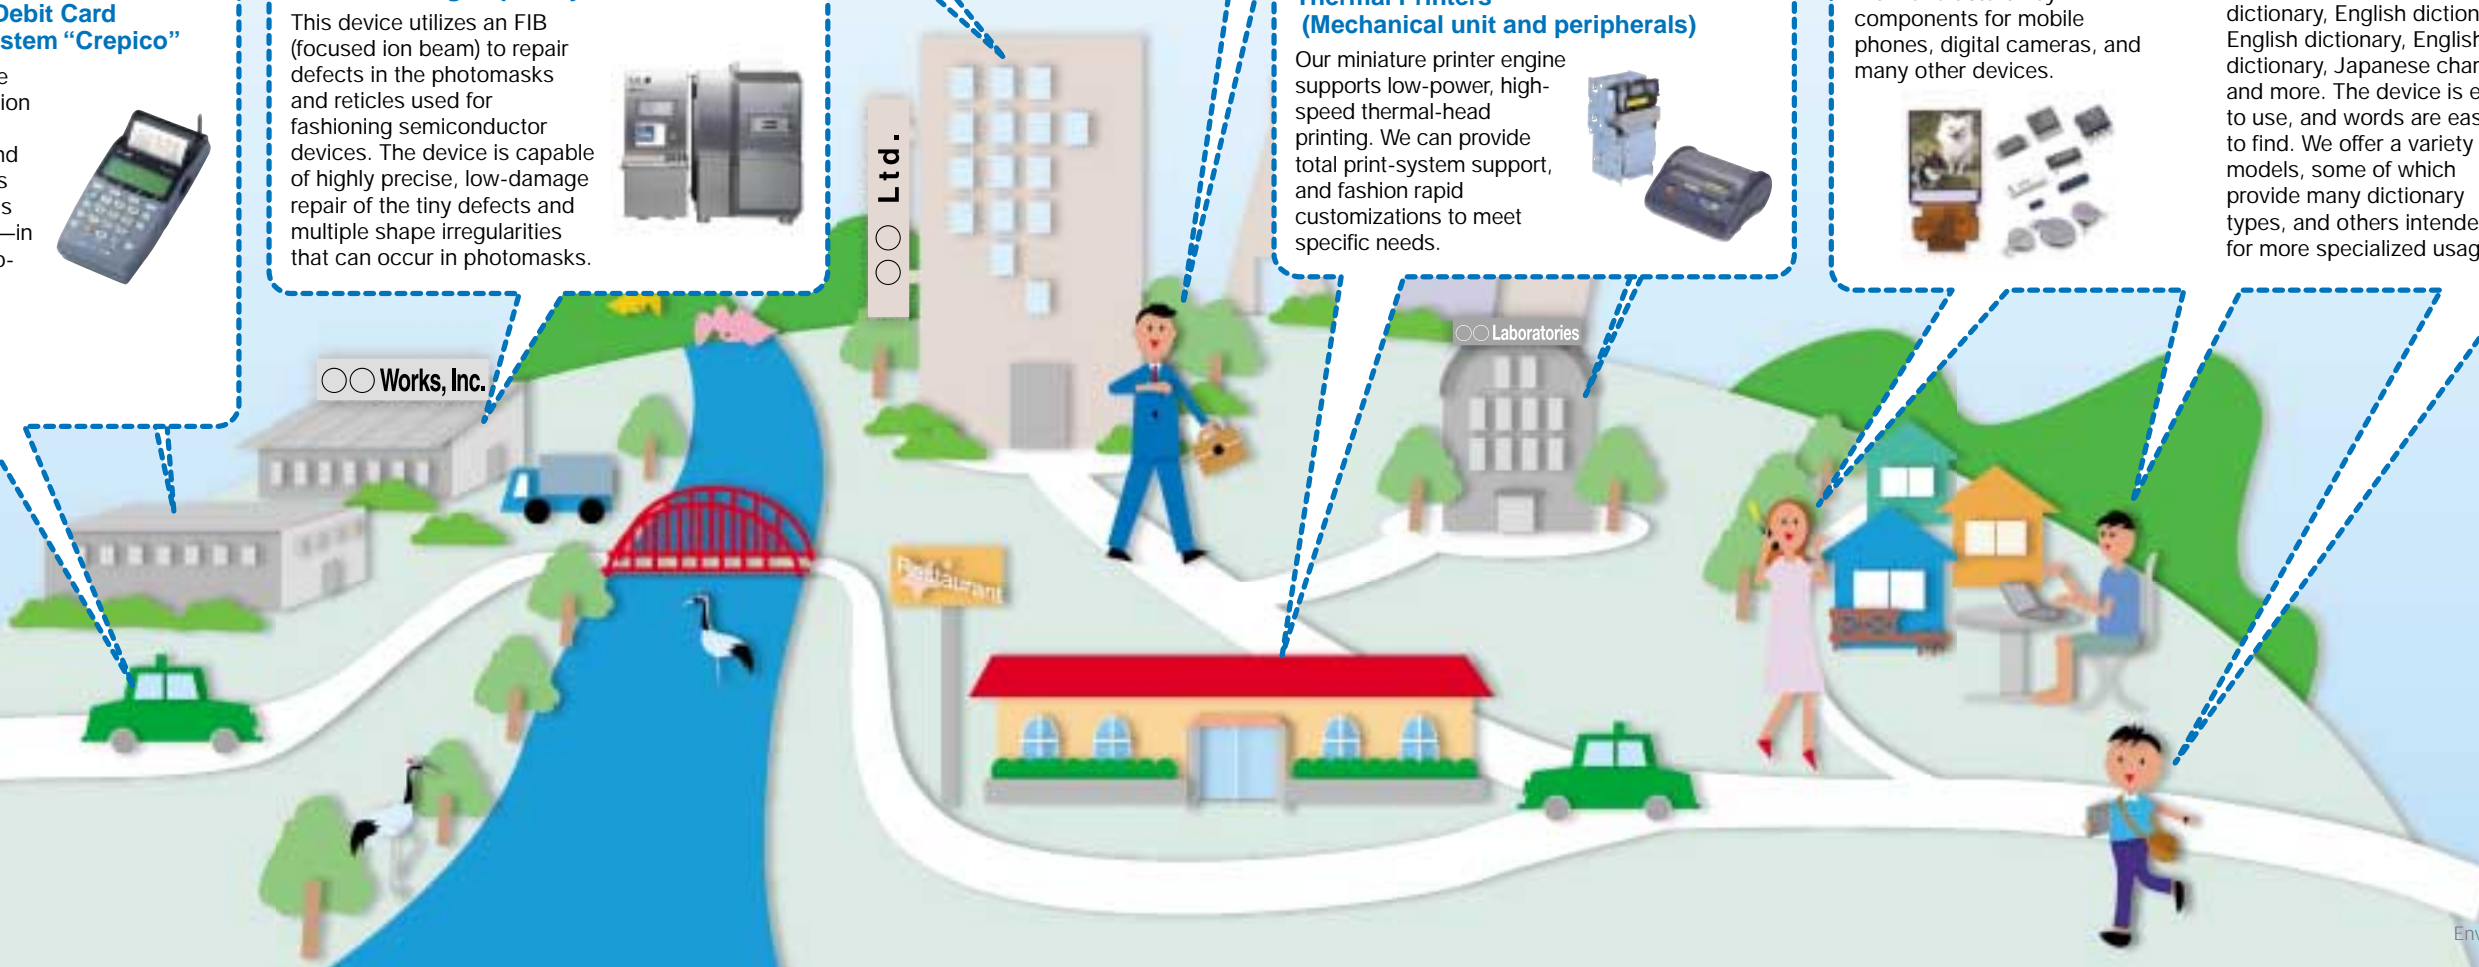 Debit Card
stem “Crepico”
e
ion
nd
s
s
—in
o-
This device utilizes an FIB
(focused ion beam) to repair
defects in the photomasks
and reticles used for
fashioning semiconductor
devices. The device is capable
of highly precise, low-damage
repair of the tiny defects and
multiple shape irregularities
that can occur in photomasks.
(Mechanical unit and peripherals)
Our miniature printer engine
supports low-power, high-
speed thermal-head
printing. We can provide
total print-system support,
and fashion rapid
customizations to meet
specific needs.
components for mobile
phones, digital cameras, and
many other devices.
dictionary, English diction
English dictionary, English
dictionary, Japanese char
and more. The device is e
to use, and words are eas
to find. We offer a variety
models, some of which
provide many dictionary
types, and others intende
for more specialized usag
○○ Ltd.
○○ Works, Inc.
○○ Laboratories
Restaurant
Env